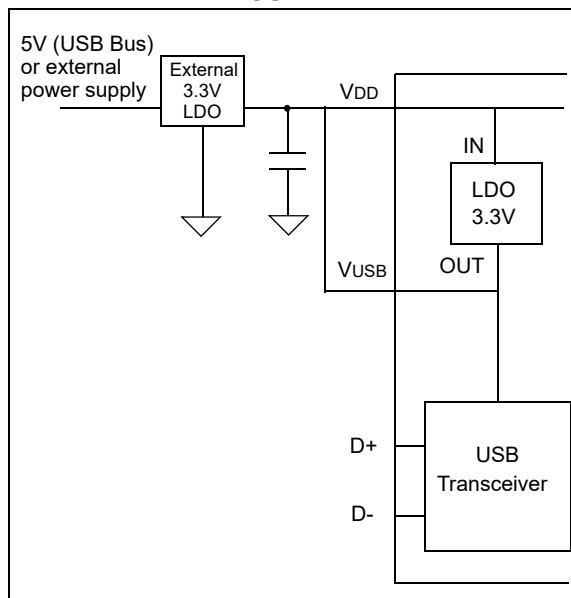 5V (USB Bus)
or external
power supply
External
3.3V
LDO
VDD
IN
LDO
3.3V
OUT
VUSB
D+
D-
USB
Transceiver